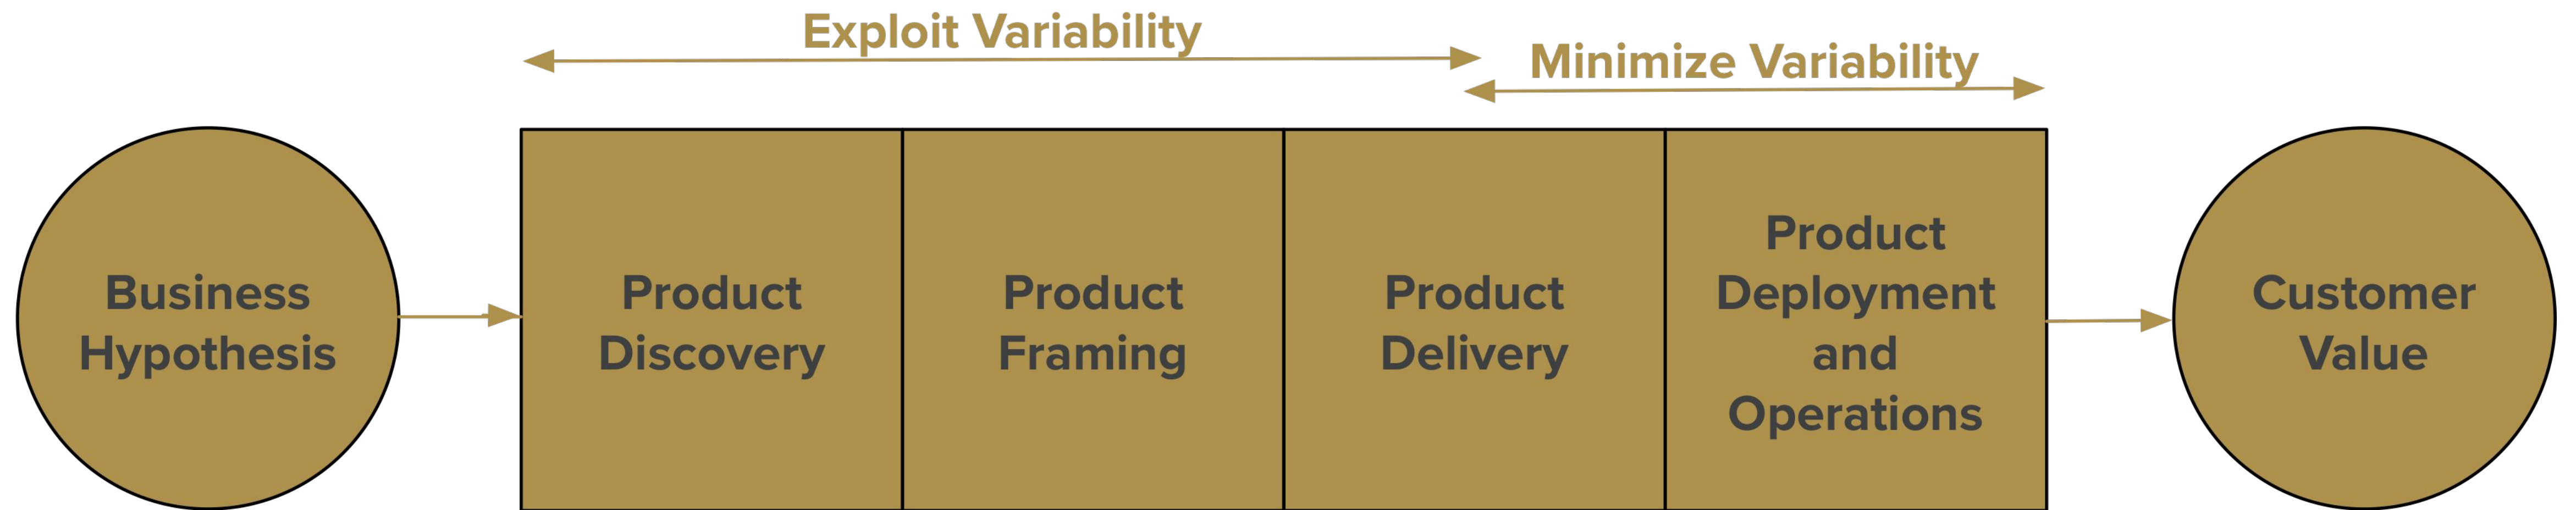 Exploit Variability
Minimize Variability
Business
Hypothesis
Product
Discovery
Product
Framing
Product
Delivery
Product
Deployment
and
Operations
Customer
Value